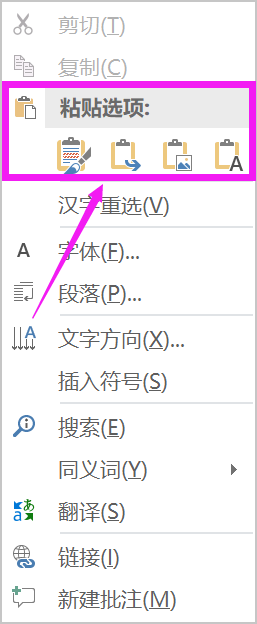 剪切(T)
复制(C)
粘贴选项:
汉字重选(V)
字体(F)...
段落(P)...
文字方向(X)...
插入符号(S)
搜索(E)
同义词(Y)
翻译(S)
链接(I)
新建批注(M)